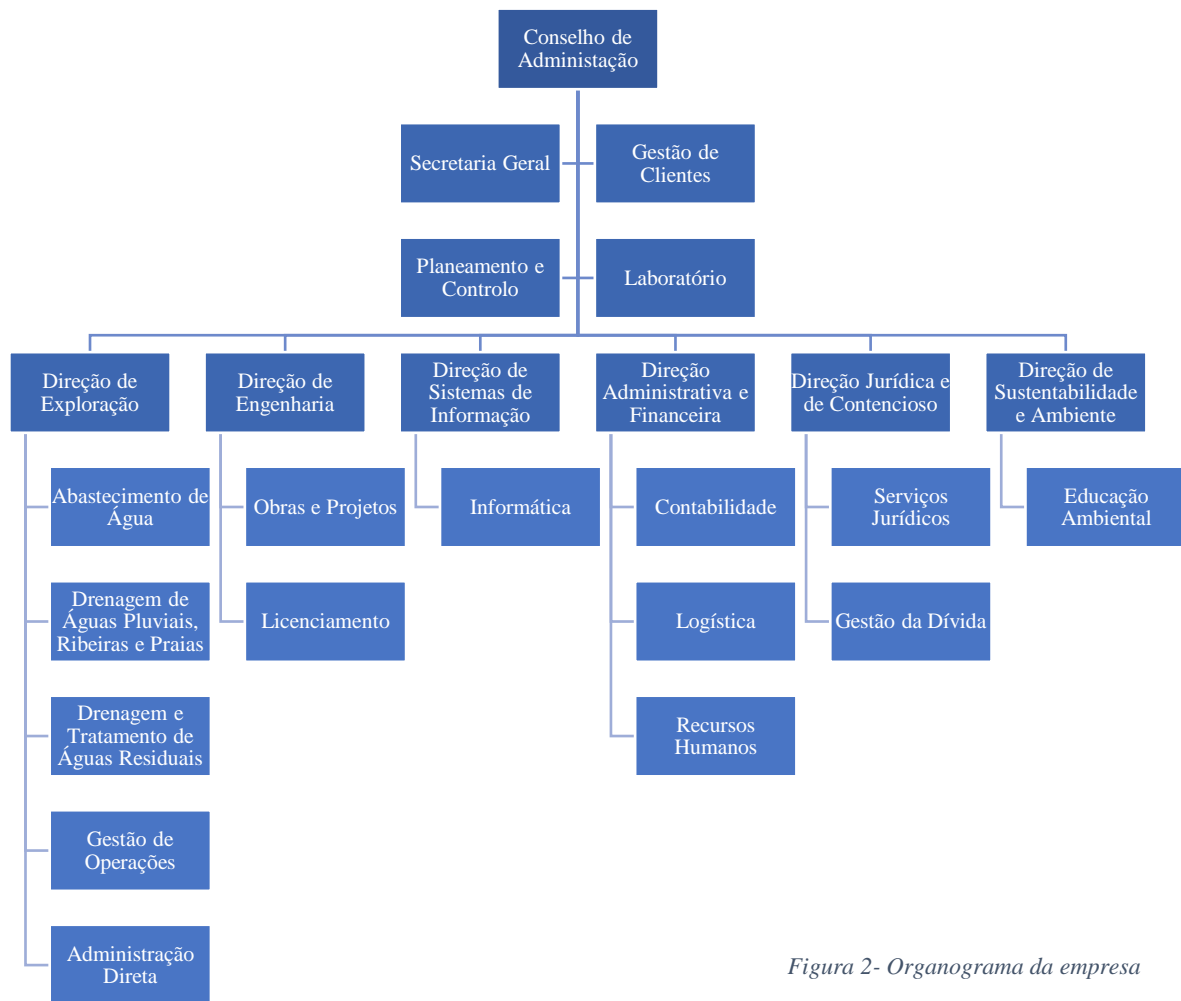 Conselho de
Administação
Secretaria Geral
Gestão de
Clientes
Planeamento e
Controlo
Laboratório
Direção de
Exploração
Direção de
Engenharia
Direção de
Sistemas de
Informação
Direção
Administrativa e
Financeira
Direção Jurídica e
de Contencioso
Direção de
Sustentabilidade
e Ambiente
Abastecimento de
Água
Obras e Projetos
Informática
Contabilidade
Serviços
Jurídicos
Educação
Ambiental
Drenagem de
Águas Pluviais,
Ribeiras e Praias
Licenciamento
Logística
Gestão da Dívida
Drenagem e
Tratamento de
Águas Residuais
Recursos
Humanos
Gestão de
Operações
Administração
Direta
Figura 2- Organograma da empresa